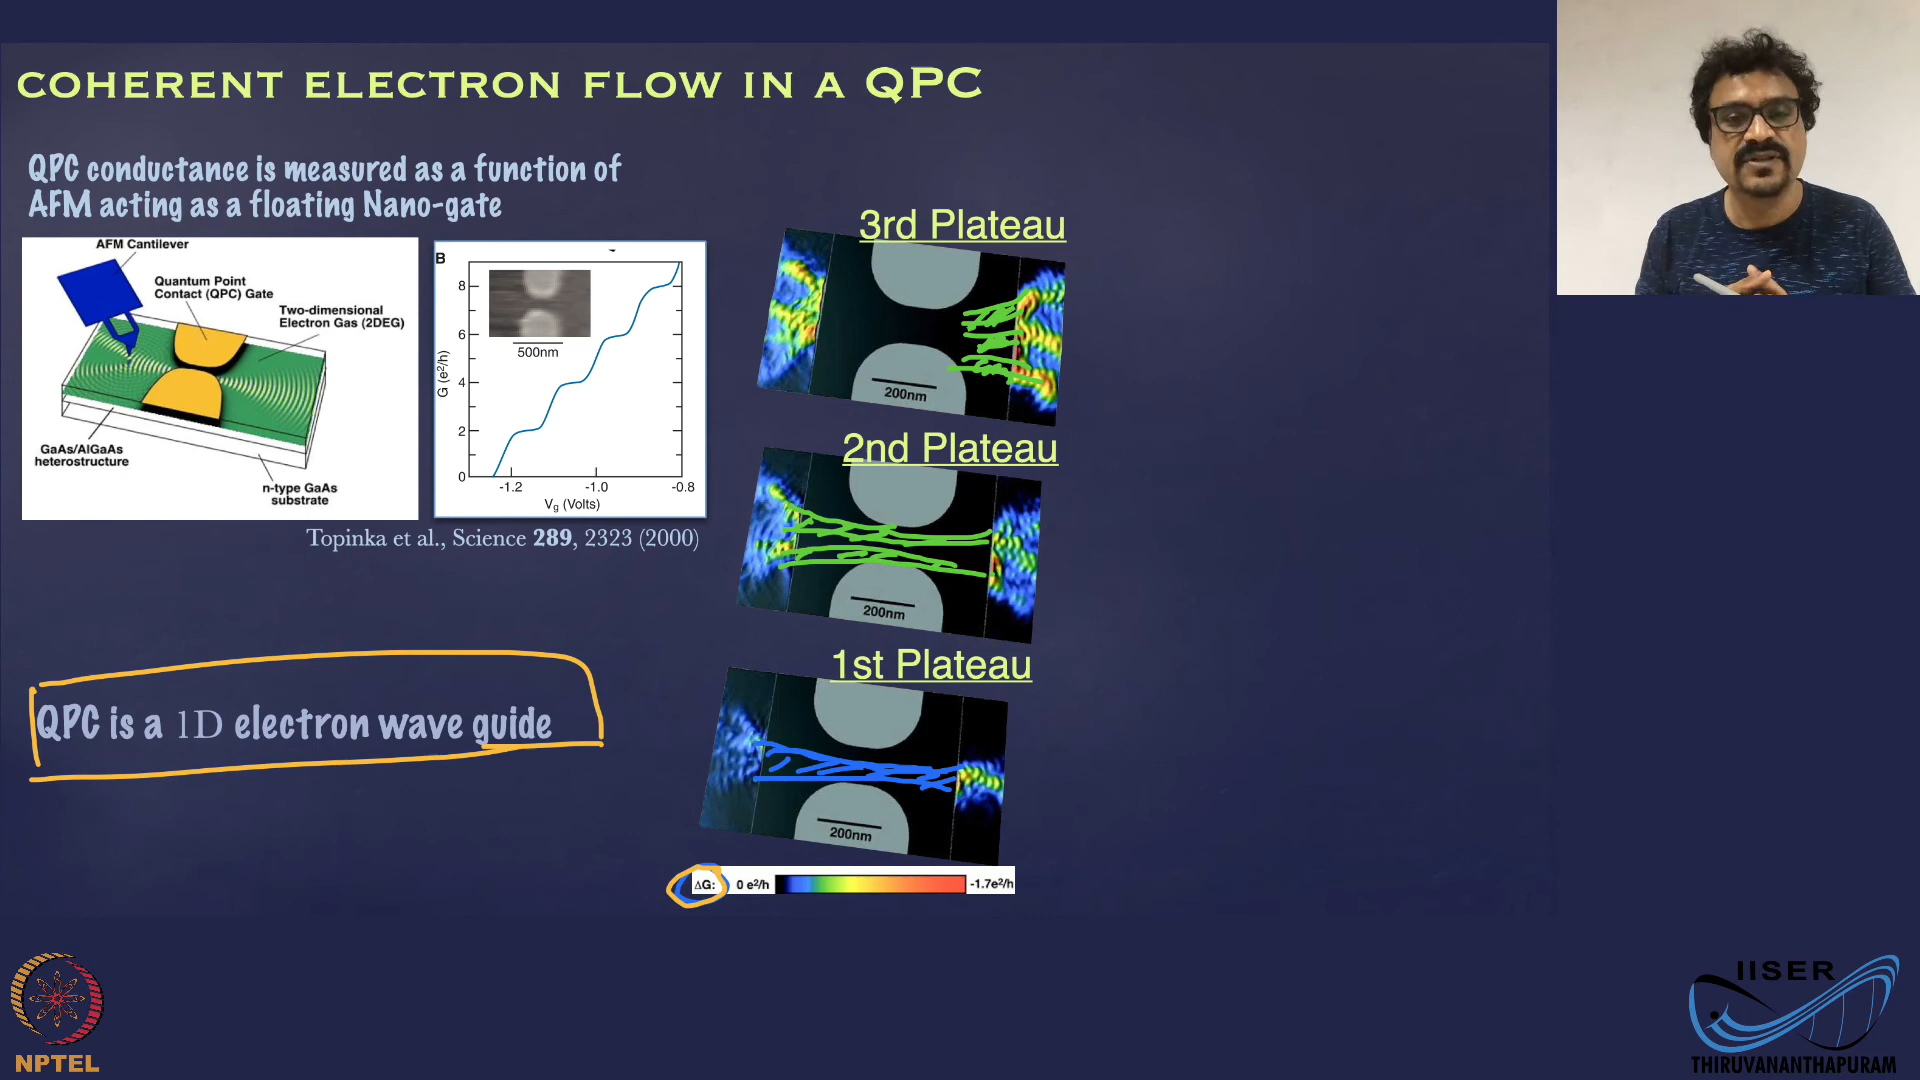 COHERENT ELECTRON FLOW IN A QPC
QPC conductance is measured as a function of
AFM acting as a floating Nano-gate
AFM Cantilever
Quantum Point
Contact (QPC) Gate
Two-dimensional
Electron Gas (2DEG)
GaAs/AlGaAs
heterostructure
n-type GaAs
substrate
B
8
6
4
2
0
G (e²/h)
500nm
-1.2
-1.0
-0.8
Vg (Volts)
Topinka et al., Science 289, 2323 (2000)
QPC is a 1D electron wave guide
3rd Plateau
200nm
2nd Plateau
200nm
1st Plateau
200nm
ΔG: 0 e²/h -1.7e²/h
NPTEL
IISER
THIRUVANANTHAPURAM